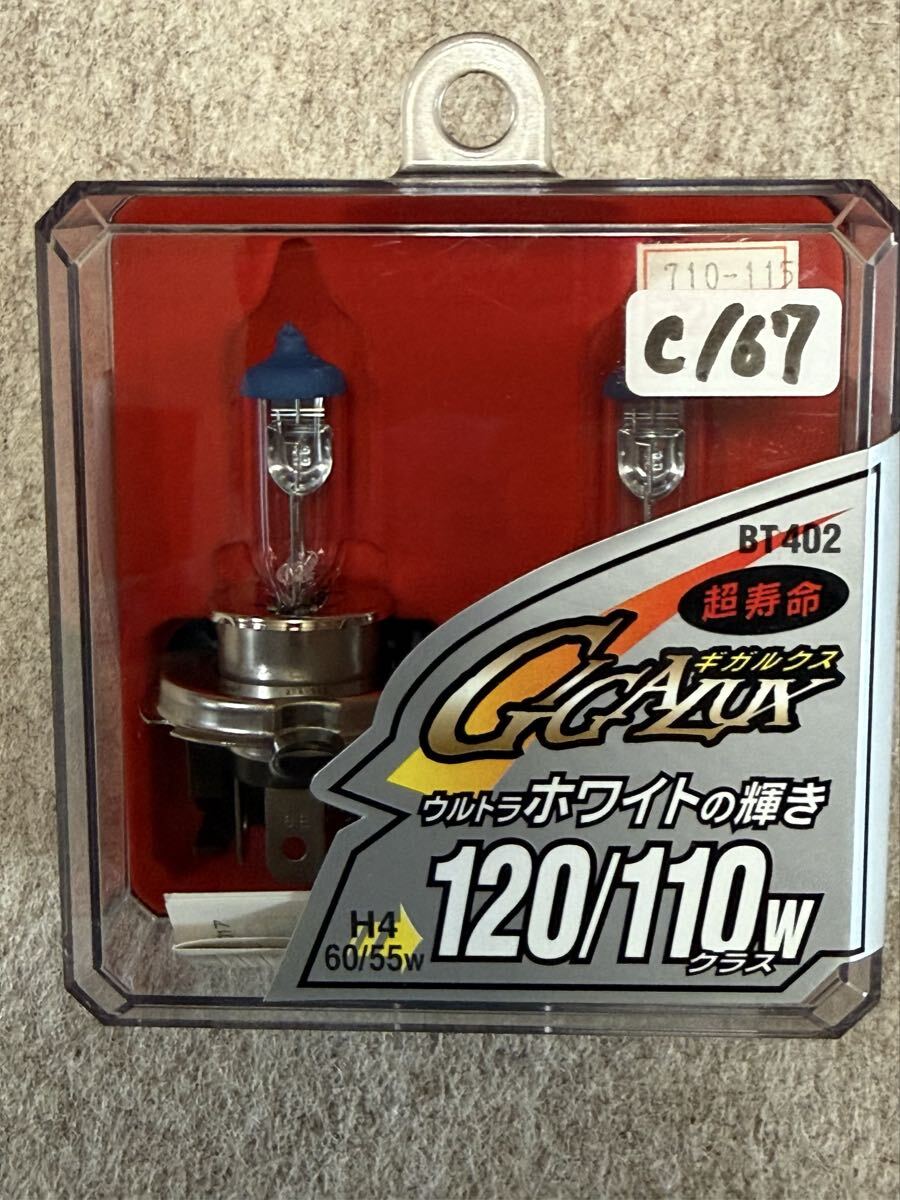 710-115
C/67
BT402
超寿命
ギガルクス
GIGALUX
ウルトラホワイトの輝き
H4
60/55W
120/110W
クラス